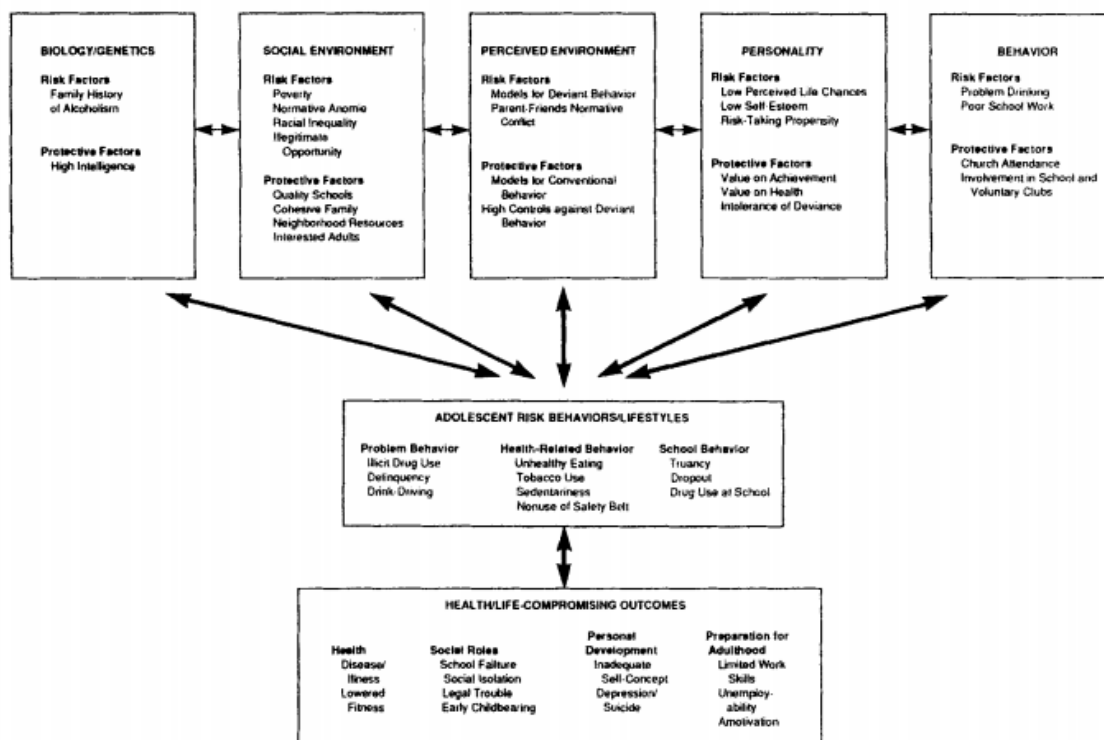 BIOLOGY/GENETICS
Risk Factors
Family History
of Alcoholism
Protective Factors
High Intelligence
SOCIAL ENVIRONMENT
Risk Factors
Poverty
Normative Anomie
Racial Inequality
Illegitimate
Opportunity
Protective Factors
Quality Schools
Cohesive Family
Neighborhood Resources
Interested Adults
PERCEIVED ENVIRONMENT
Risk Factors
Models for Deviant Behavior
Parent-Friends Normative
Conflict
Protective Factors
Models for Conventional
Behavior
High Controls against Deviant
Behavior
PERSONALITY
Risk Factors
Low Perceived Life Chances
Low Self-Esteem
Risk-Taking Propensity
Protective Factors
Value on Achievement
Value on Health
Intolerance of Deviance
BEHAVIOR
Risk Factors
Problem Drinking
Poor School Work
Protective Factors
Church Attendance
Involvement in School and
Voluntary Clubs
ADOLESCENT RISK BEHAVIORS/LIFESTYLES
Problem Behavior
Illicit Drug Use
Delinquency
Drink-Driving
Health-Related Behavior
Unhealthy Eating
Tobacco Use
Sedentariness
Nonuse of Safety Belt
School Behavior
Truancy
Dropout
Drug Use at School
HEALTH/LIFE-COMPROMISING OUTCOMES
Health
Disease/
Illness
Lowered
Fitness
Social Roles
School Failure
Social Isolation
Legal Trouble
Early Childbearing
Personal
Development
Inadequate
Self-Concept
Depression/
Suicide
Preparation for
Adulthood
Limited Work
Skills
Unemploy-
ability
Amotivation